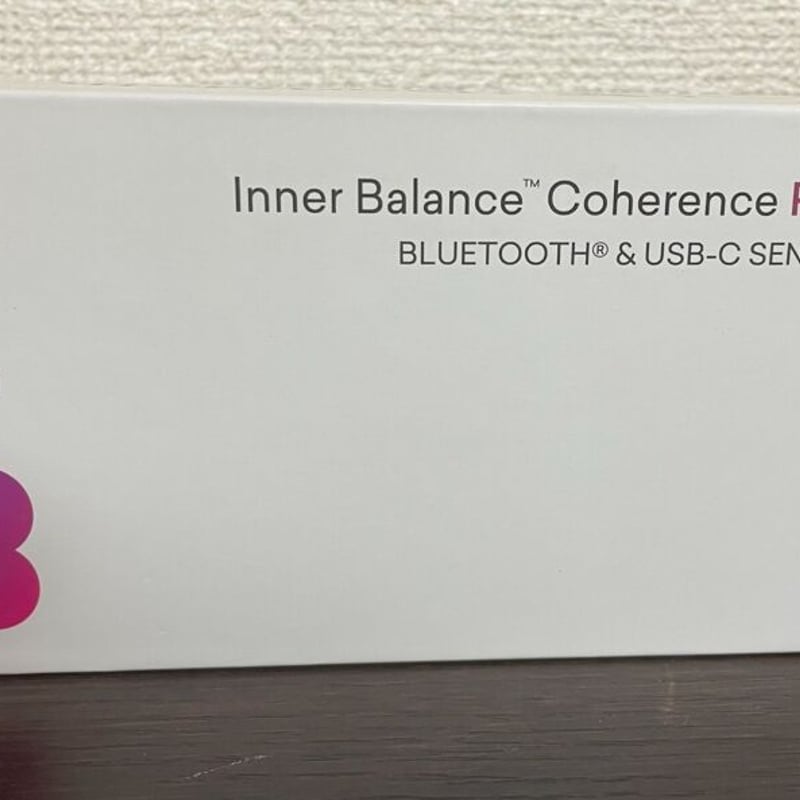 Inner Balance™ Coherence
BLUETOOTH® & USB-C